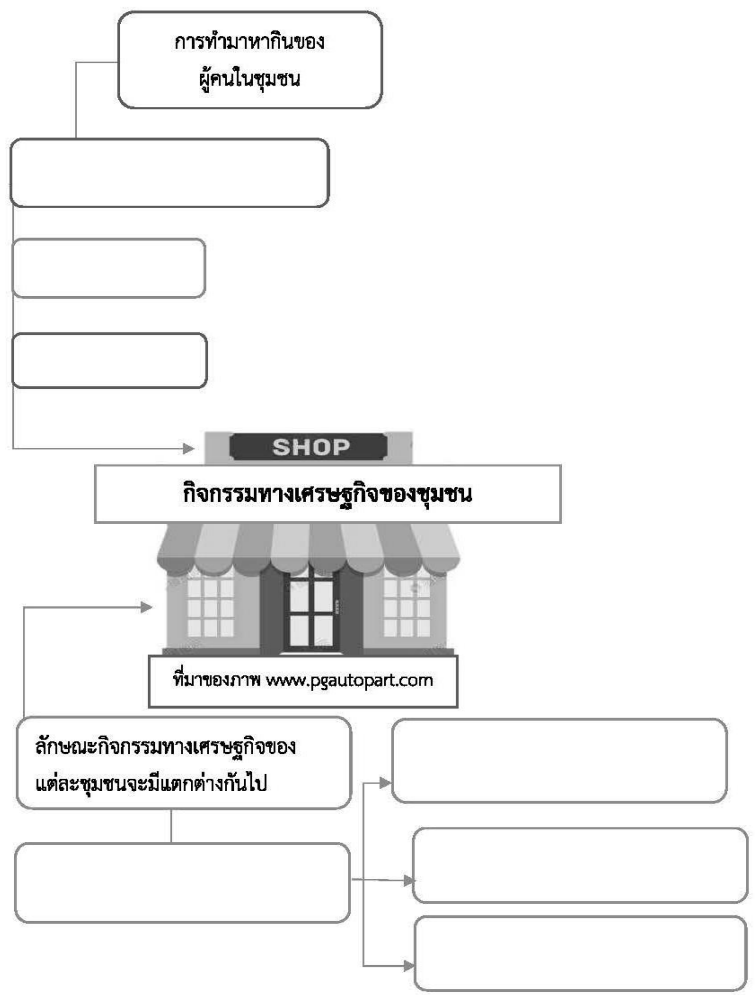 การทำมาหากินของ
ผู้คนในชุมชน
SHOP
กิจกรรมทางเศรษฐกิจของชุมชน
ที่มาของภาพ www.pgautopart.com
ลักษณะกิจกรรมทางเศรษฐกิจของ
แต่ละชุมชนจะมีแตกต่างกันไป